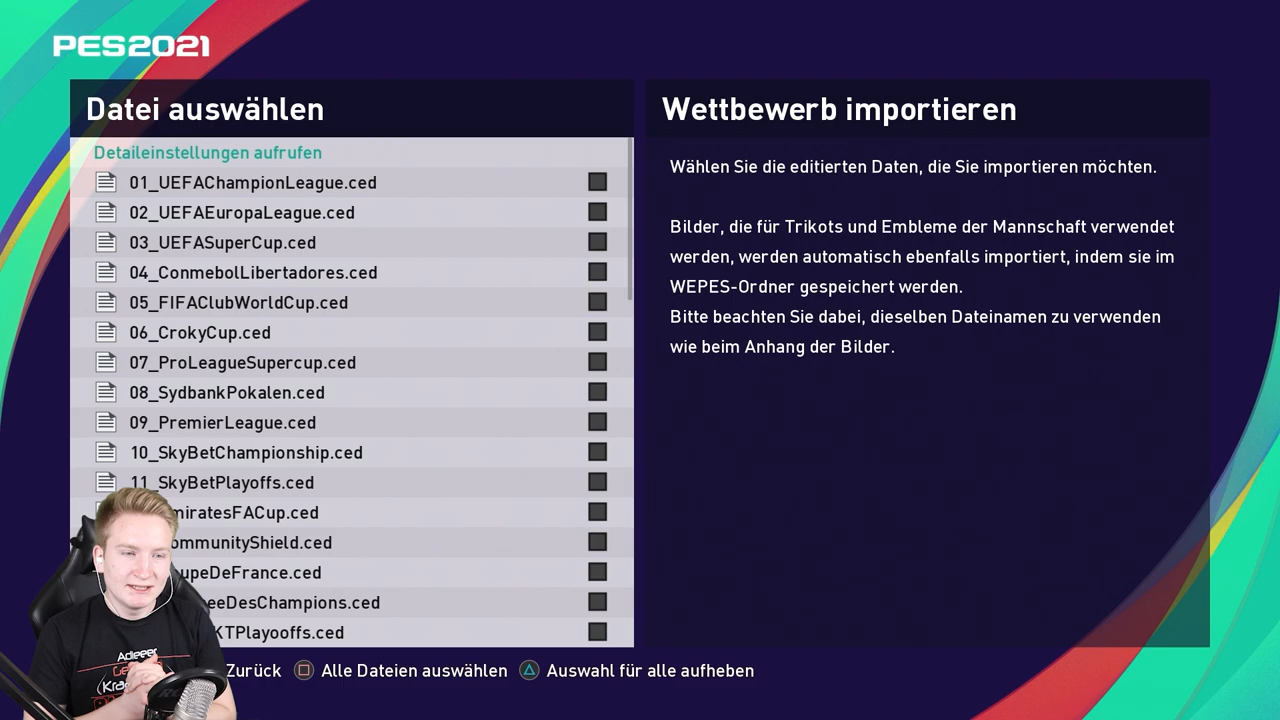 PES2021
Datei auswählen
Detaileinstellungen aufrufen
01_UEFAChampionLeague.ced
02_UEFAEuropaLeague.ced
03_UEFASuperCup.ced
04_ConmebolLibertadores.ced
05_FIFAClubWorldCup.ced
06_CrokyCup.ced
07_ProLeagueSupercup.ced
08_SydbankPokalen.ced
09_PremierLeague.ced
10_SkyBetChampionship.ced
11_SkyBetPlayoffs.ced
miratesFACup.ced
ommunityShield.ced
upeDeFrance.ced
eeDesChampions.ced
KTPlayooffs.ced
Wettbewerb importieren
Wählen Sie die editierten Daten, die Sie importieren möchten.
Bilder, die für Trikots und Embleme der Mannschaft verwendet
werden, werden automatisch ebenfalls importiert, indem sie im
WEPES-Ordner gespeichert werden.
Bitte beachten Sie dabei, dieselben Dateinamen zu verwenden
wie beim Anhang der Bilder.
Zurück Alle Dateien auswählen Auswahl für alle aufheben
Adleeer